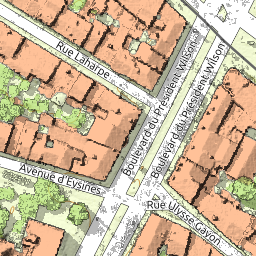 Rue Laharpe
Boulevard du Président Wilson
Boulevard du Président Wilson
Avenue d'Eysines
Rue Ulysse Gayon